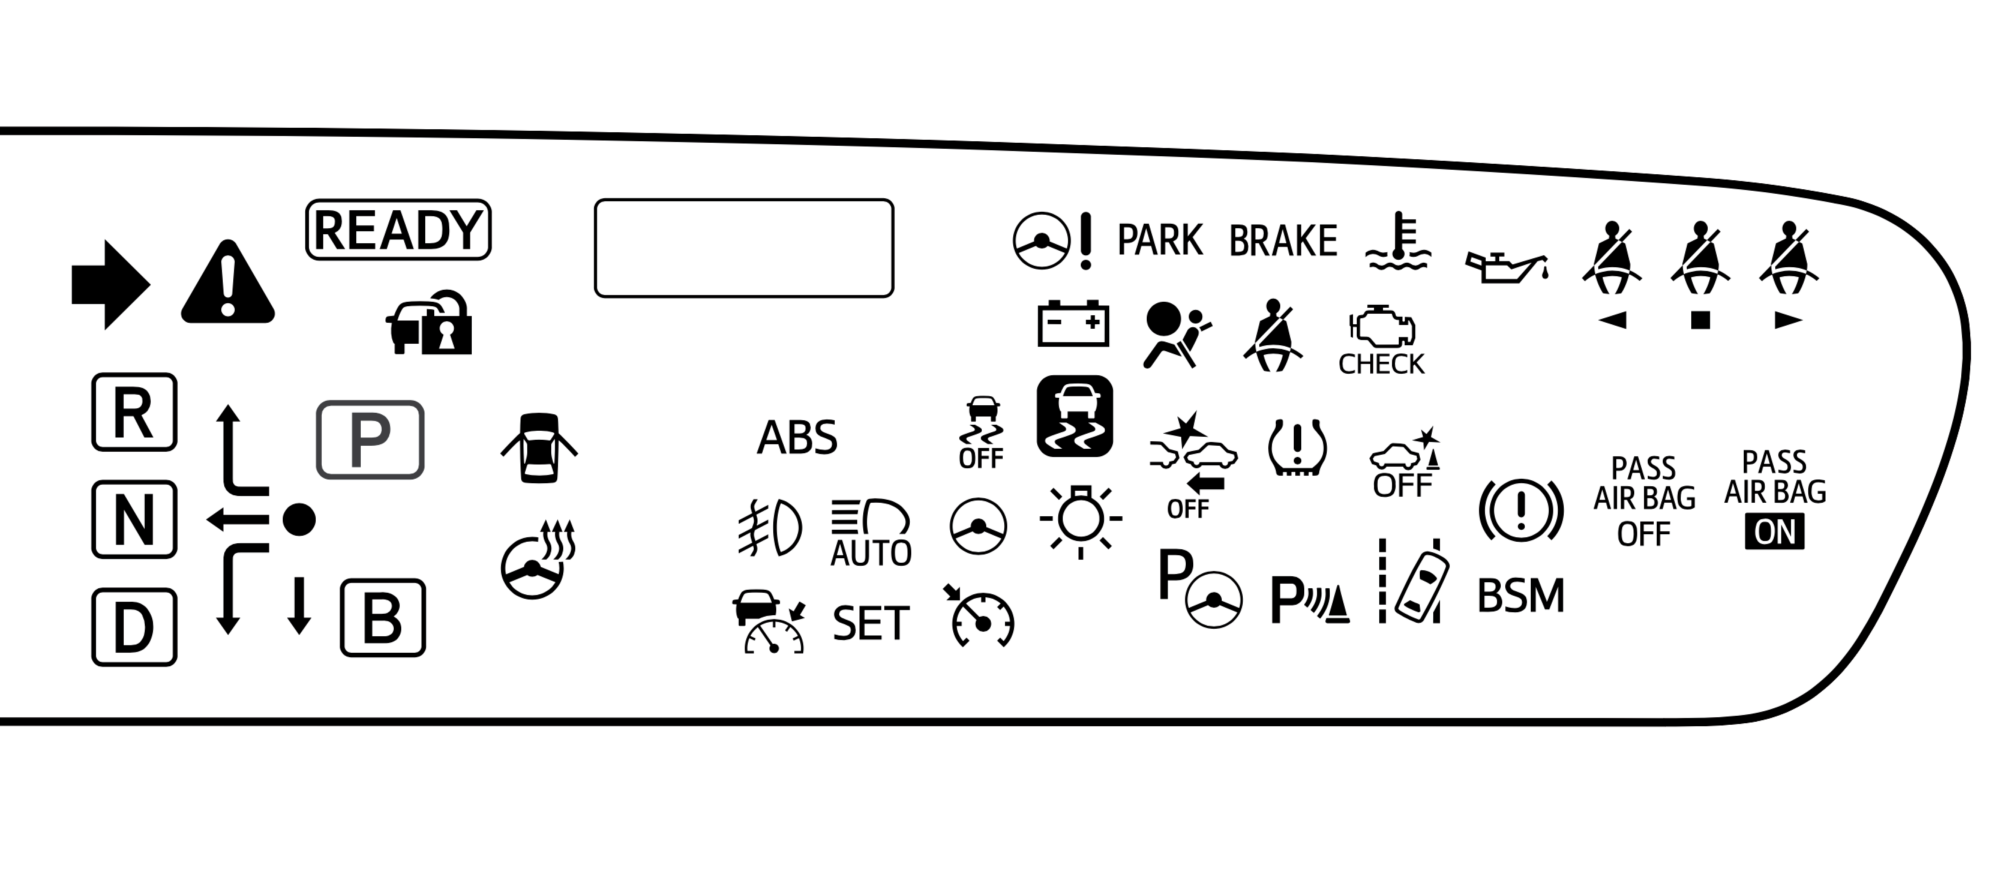 READY
PARK
BRAKE
CHECK
R
P
N
D
B
ABS
OFF
AUTO
SET
OFF
OFF
P
P
BSM
PASS
AIR BAG
OFF
PASS
AIR BAG
ON